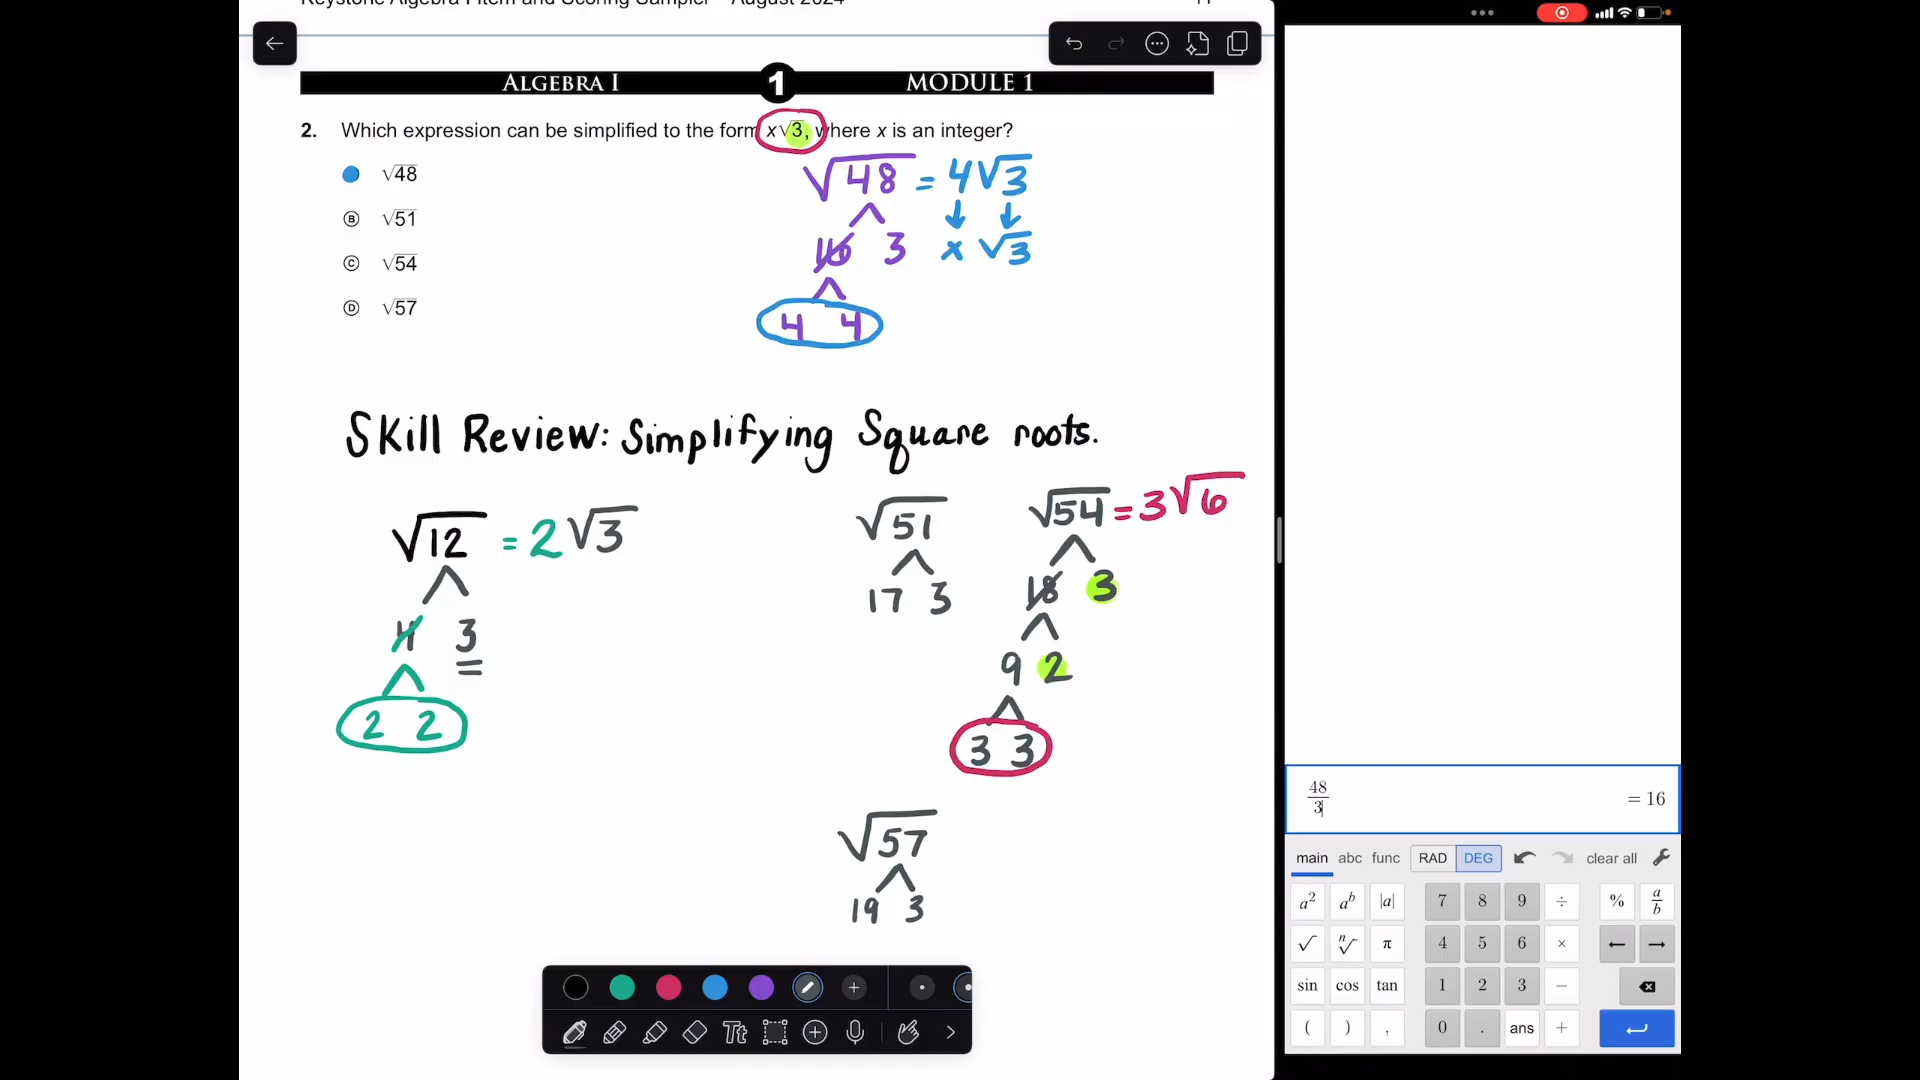 ALGEBRA I 1 MODULE 1
2. Which expression can be simplified to the form x√3, where x is an integer?
√48
B √51
C √54
D √57
√48 = 4√3
16 3 x √3
4 4
Skill Review: Simplifying Square roots.
√12 = 2√3
4 3
2 2
√51
17 3
√54 = 3√6
18 3
9 2
3 3
√57
19 3
Tt
48/3 = 16
main abc func RAD DEG clear all
a² aᵇ |a| 7 8 9 ÷ % a/b
√ ⁿ√ π 4 5 6 × ← →
sin cos tan 1 2 3 −
( ) , 0 . ans +